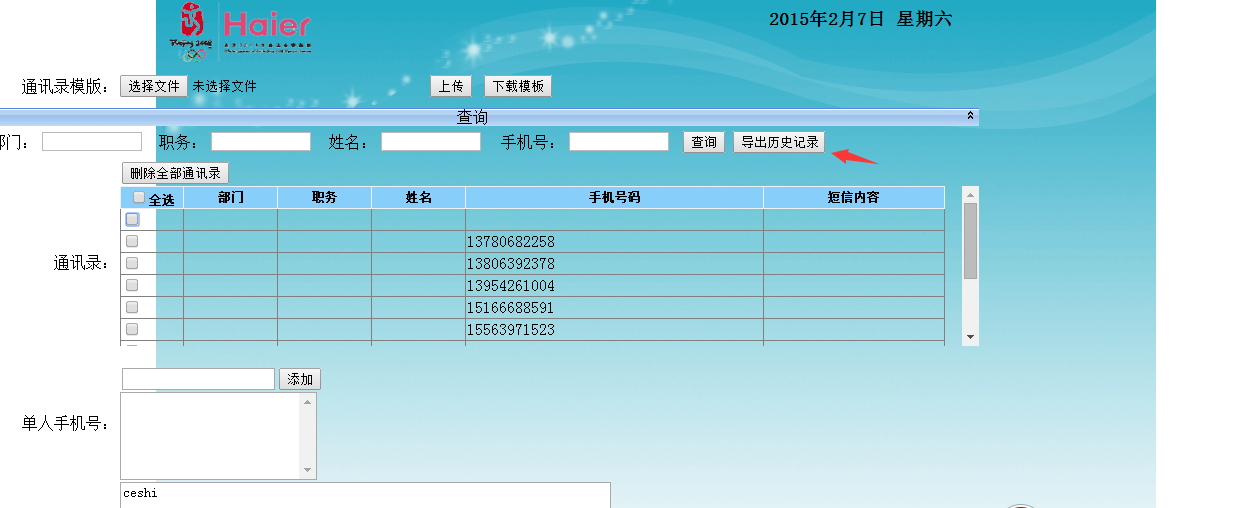 Haier
2015年2月7日 星期六
Beijing 2008
通讯录模版： 选择文件 未选择文件 上传 下载模板
查询
部门： 职务： 姓名： 手机号： 查询 导出历史记录
删除全部通讯录
全选 部门 职务 姓名 手机号码 短信内容
13780682258
13806392378
通讯录：
13954261004
15166688591
15563971523
添加
单人手机号：
ceshi